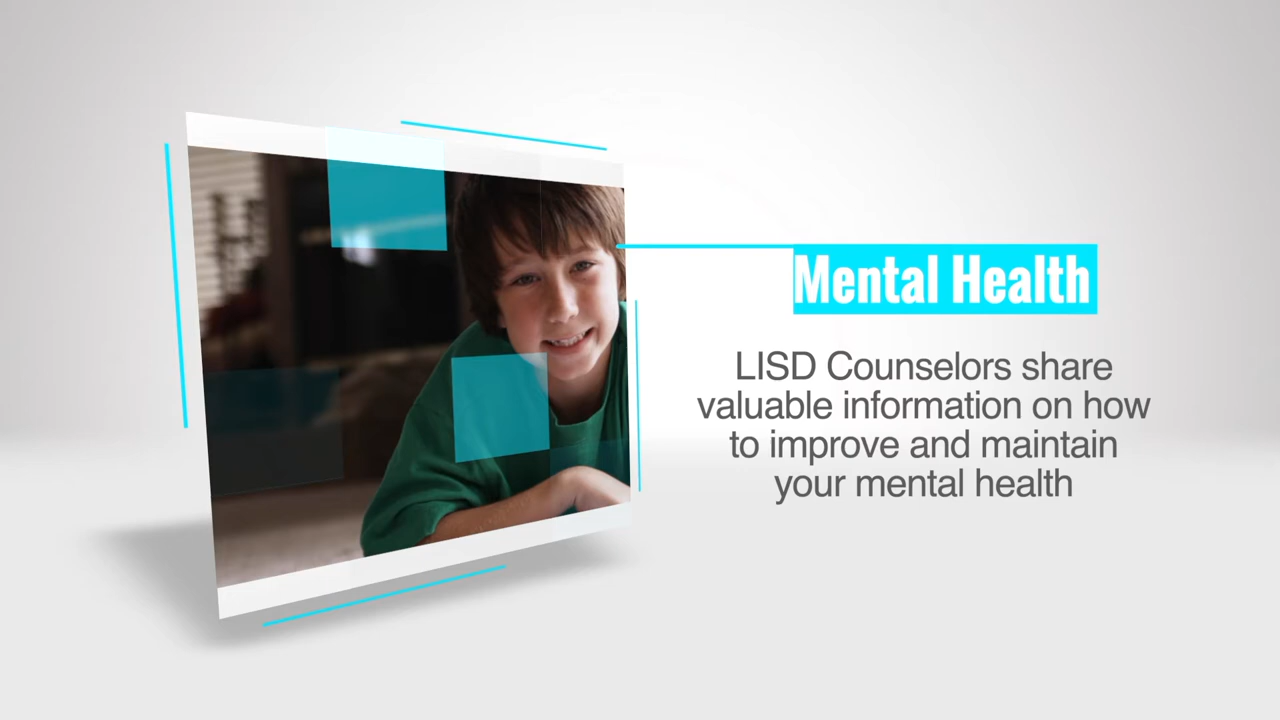 Mental Health
LISD Counselors share
valuable information on how
to improve and maintain
your mental health